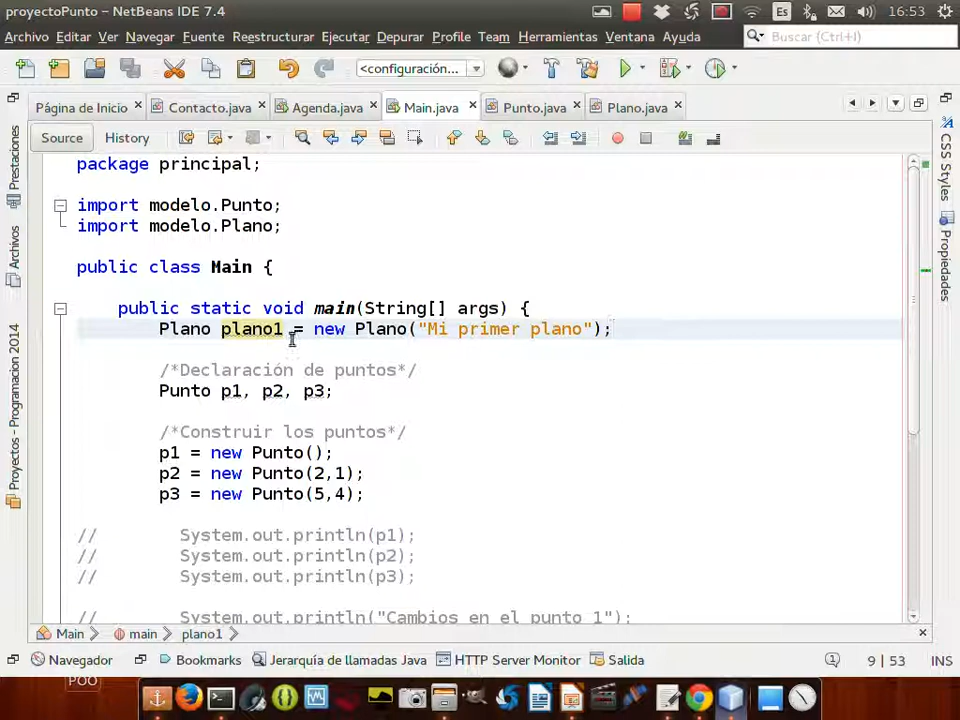 proyectoPunto – NetBeans IDE 7.4
Es
16:53
Archivo Editar Ver Navegar Fuente Reestructurar Ejecutar Depurar Profile Team Herramientas Ventana Ayuda
Buscar (Ctrl+I)
<configuración...
Página de Inicio
Contacto.java
Agenda.java
Main.java
Punto.java
Plano.java
Source
History
Prestaciones
Archivos
Proyectos - Programacion 2014
CSS Styles
Propiedades
package principal;
import modelo.Punto;
import modelo.Plano;
public class Main {
public static void main(String[] args) {
Plano plano1 = new Plano("Mi primer plano");
/*Declaración de puntos*/
Punto p1, p2, p3;
/*Construir los puntos*/
p1 = new Punto();
p2 = new Punto(2,1);
p3 = new Punto(5,4);
// System.out.println(p1);
// System.out.println(p2);
// System.out.println(p3);
// System.out.println("Cambios en el punto 1");
Main
main
plano1
Navegador
Bookmarks
Jerarquía de llamadas Java
HTTP Server Monitor
Salida
9 | 53
INS
POO